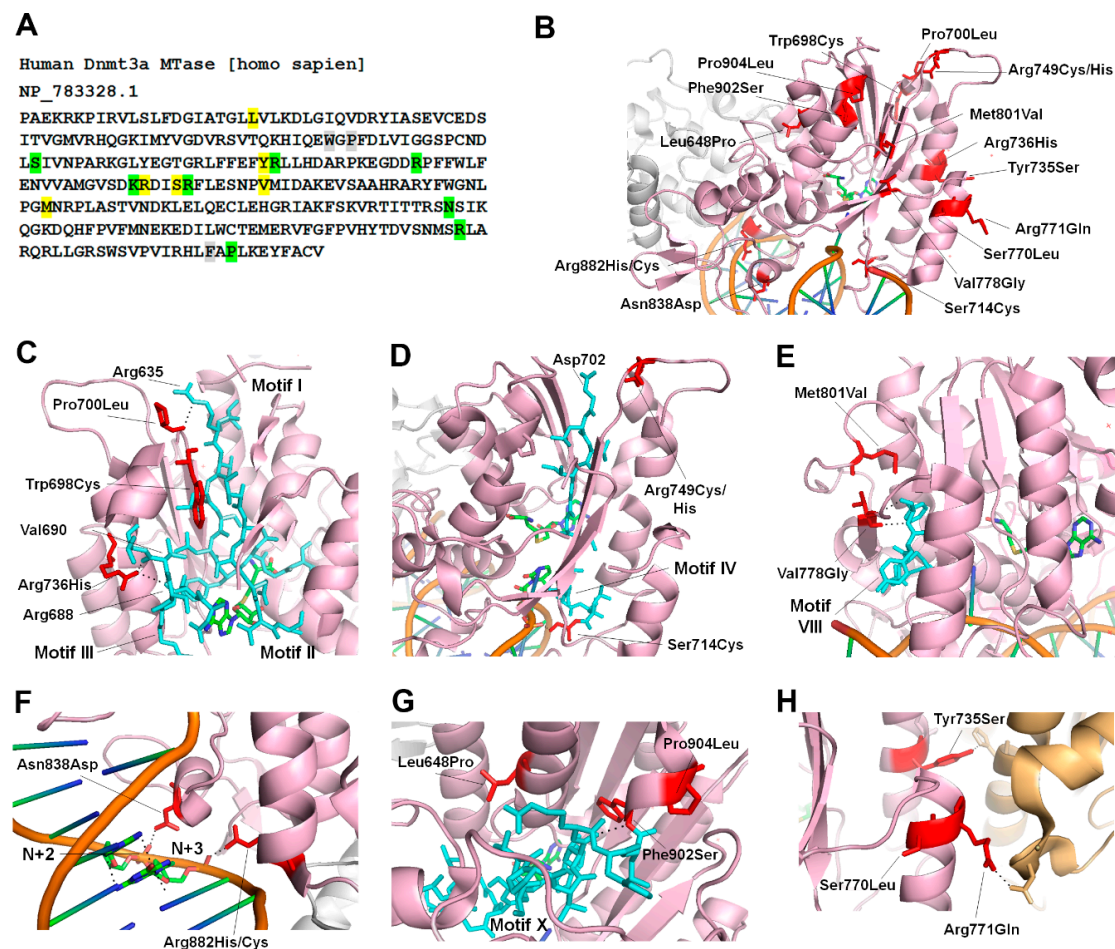 A
Human Dnmt3a MTase [homo sapien]
NP_783328.1
PAEKRKPIRVLSLFDGIATGLLVLKDLGIQVDRYIASEVCEDS
ITVGMVRHQGKIMYVGDVRSVTQKHIQEWGPFDLVIGGSPCND
LSIVNPARKGLYEGTGRLFFEFYRLLHDARPKEGDDRPFFWLF
ENVVAMGVSDKRDISRFLESNPVMIDAKEVSAAHRARYFWGNL
PGMNRPLASTVNDKLELQECLEHGRIAKFSKVRTITTRSNSIK
QGKDQHFPVFMNEKEDILWCTEMERVFGFPVHYTDVSNMSRLA
RQRLLGRSWSVPVIRHLFAPLKEYFACV
B
Pro700Leu
Trp698Cys
Pro904Leu
Arg749Cys/His
Phe902Ser
Met801Val
Leu648Pro
Arg736His
Tyr735Ser
Arg771Gln
Ser770Leu
Arg882His/Cys
Val778Gly
Asn838Asp
Ser714Cys
C
Arg635
Motif I
Pro700Leu
Trp698Cys
Val690
Arg736His
Arg688
Motif III
Motif II
D
Asp702
Arg749Cys/
His
Motif IV
Ser714Cys
E
Met801Val
Val778Gly
Motif
VIII
F
Asn838Asp
N+2
N+3
Arg882His/Cys
G
Pro904Leu
Leu648Pro
Phe902Ser
Motif X
H
Tyr735Ser
Ser770Leu
Arg771Gln